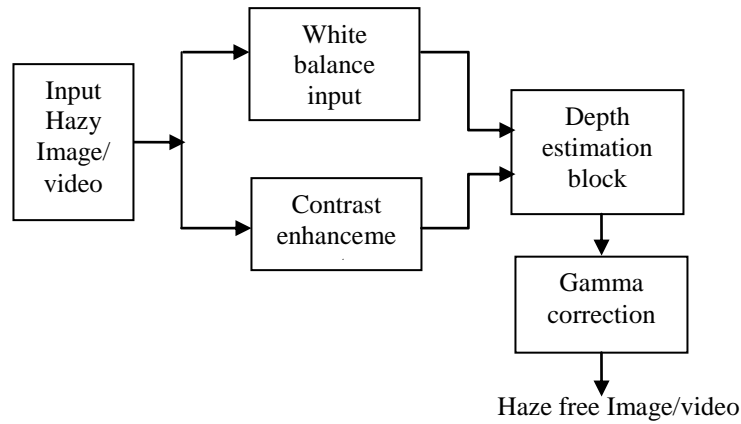 Input
Hazy
Image/
video
White
balance
input
Contrast
enhanceme
Depth
estimation
block
Gamma
correction
Haze free Image/video